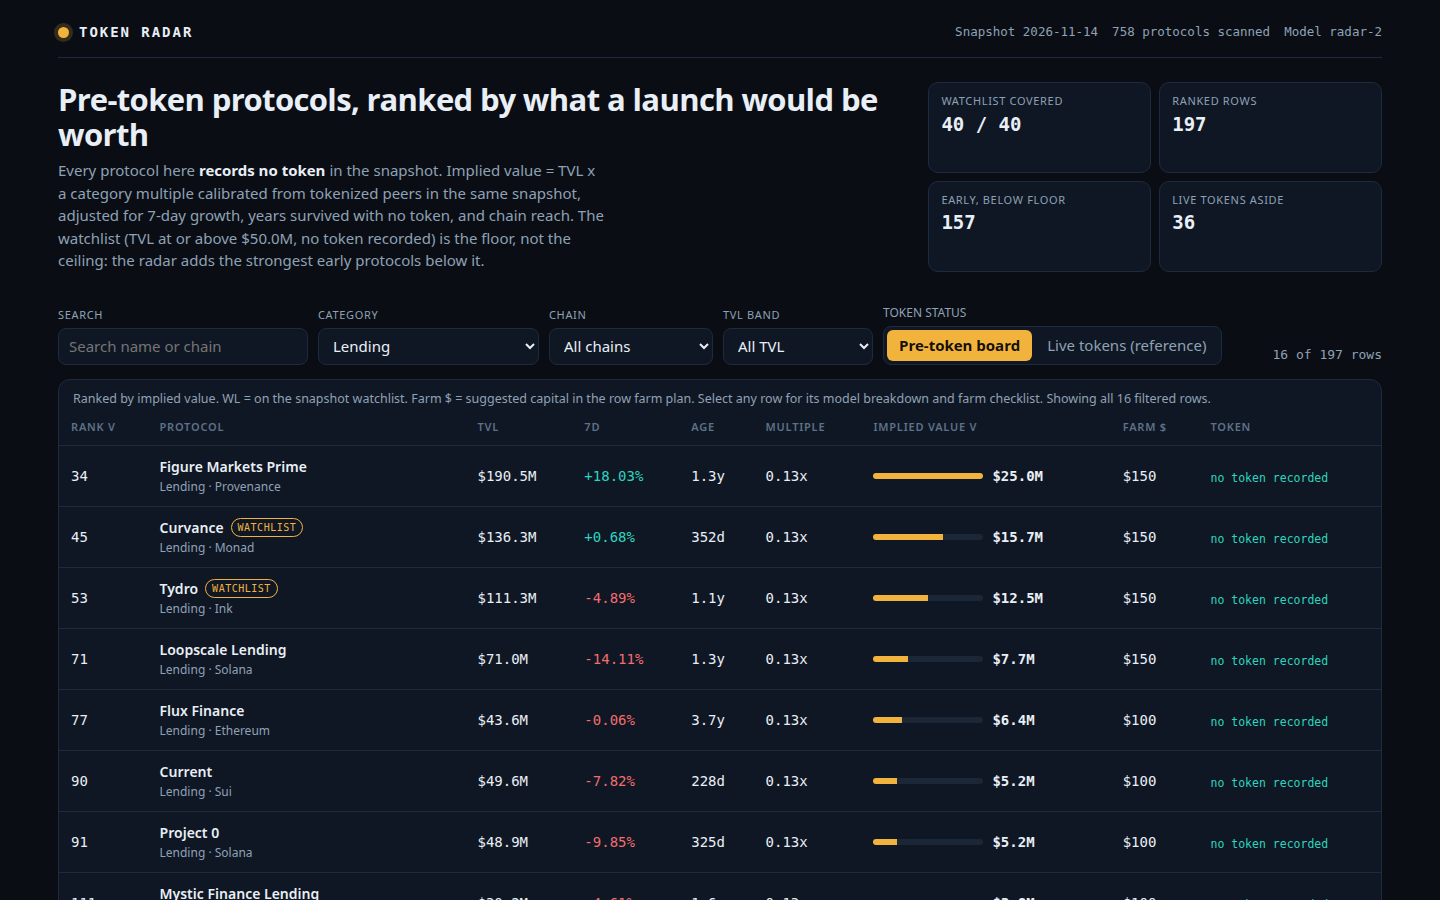 TOKEN RADAR
Snapshot 2026-11-14 758 protocols scanned Model radar-2
Pre-token protocols, ranked by what a launch would be
worth
Every protocol here records no token in the snapshot. Implied value = TVL x
a category multiple calibrated from tokenized peers in the same snapshot,
adjusted for 7-day growth, years survived with no token, and chain reach. The
watchlist (TVL at or above $50.0M, no token recorded) is the floor, not the
ceiling: the radar adds the strongest early protocols below it.
WATCHLIST COVERED
40 / 40
RANKED ROWS
197
EARLY, BELOW FLOOR
157
LIVE TOKENS ASIDE
36
SEARCH
Search name or chain
CATEGORY
Lending
CHAIN
All chains
TVL BAND
All TVL
TOKEN STATUS
Pre-token board Live tokens (reference)
16 of 197 rows
Ranked by implied value. WL = on the snapshot watchlist. Farm $ = suggested capital in the row farm plan. Select any row for its model breakdown and farm checklist. Showing all 16 filtered rows.
RANK V PROTOCOL TVL 7D AGE MULTIPLE IMPLIED VALUE V FARM $ TOKEN
34 Figure Markets Prime $190.5M +18.03% 1.3y 0.13x $25.0M $150 no token recorded
Lending · Provenance
45 Curvance WATCHLIST $136.3M +0.68% 352d 0.13x $15.7M $150 no token recorded
Lending · Monad
53 Tydro WATCHLIST $111.3M -4.89% 1.1y 0.13x $12.5M $150 no token recorded
Lending · Ink
71 Loopscale Lending $71.0M -14.11% 1.3y 0.13x $7.7M $150 no token recorded
Lending · Solana
77 Flux Finance $43.6M -0.06% 3.7y 0.13x $6.4M $100 no token recorded
Lending · Ethereum
90 Current $49.6M -7.82% 228d 0.13x $5.2M $100 no token recorded
Lending · Sui
91 Project 0 $48.9M -9.85% 325d 0.13x $5.2M $100 no token recorded
Lending · Solana
Mystic Finance Lending